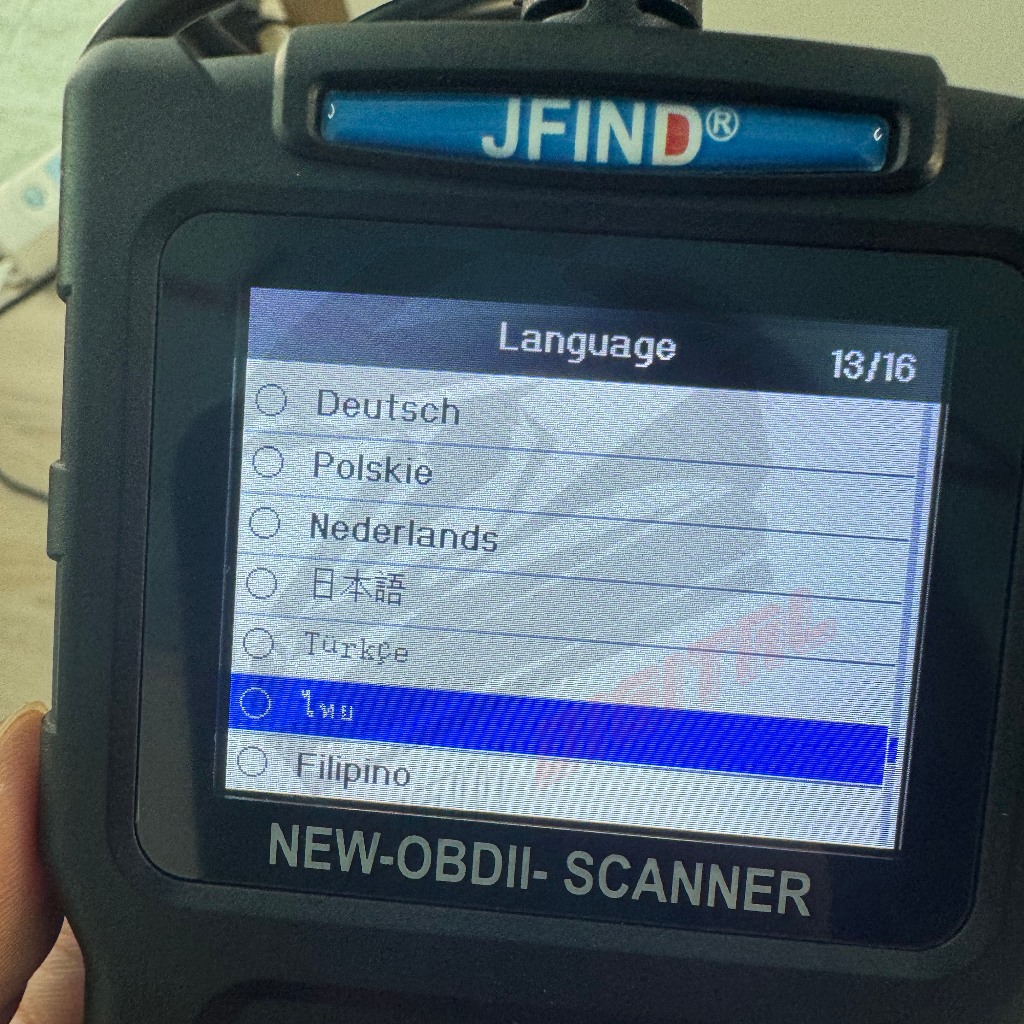 JFIND®
Language
13/16
Deutsch
Polskie
Nederlands
日本語
Türkçe
ไทย
Filipino
NEW-OBDII- SCANNER